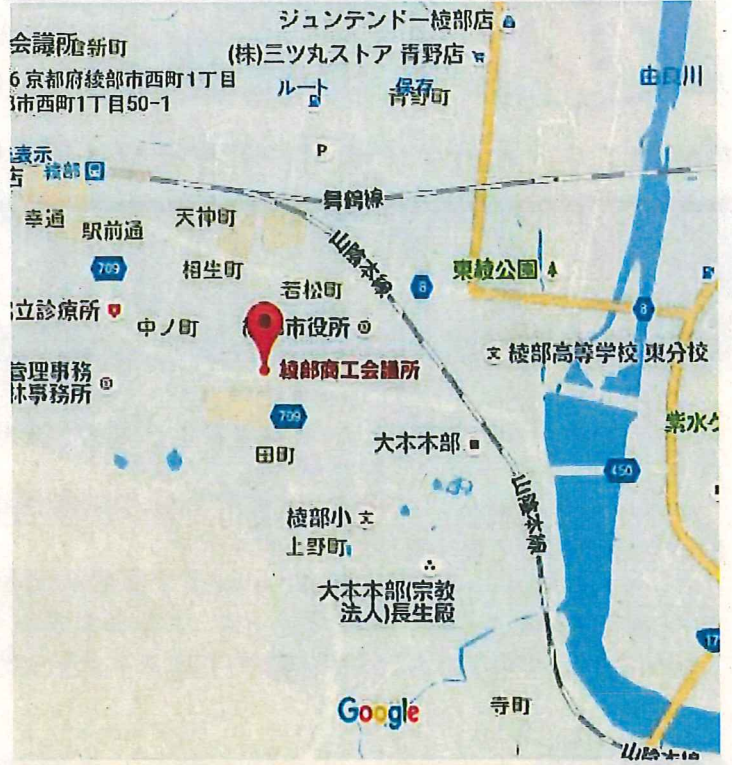 ジュンテンドー綾部店
会議所
倉新町
(株)三ツ丸ストア 青野店
6 京都府綾部市西町1丁目
市西町1丁目50-1
ルート
保存
青野町
由良川
表示
店
綾部
P
舞鶴線
幸通
駅前通
天神町
山陰本線
709
相生町
若松町
8
東綾公園
立診療所
中ノ町
市役所
8
綾部高等学校 東分校
管理事務
林事務所
綾部商工会議所
709
田町
大本本部
紫水ケ
450
山陰本線
綾部小
上野町
大本本部(宗教
法人)長生殿
17
Google
寺町
山陰本線